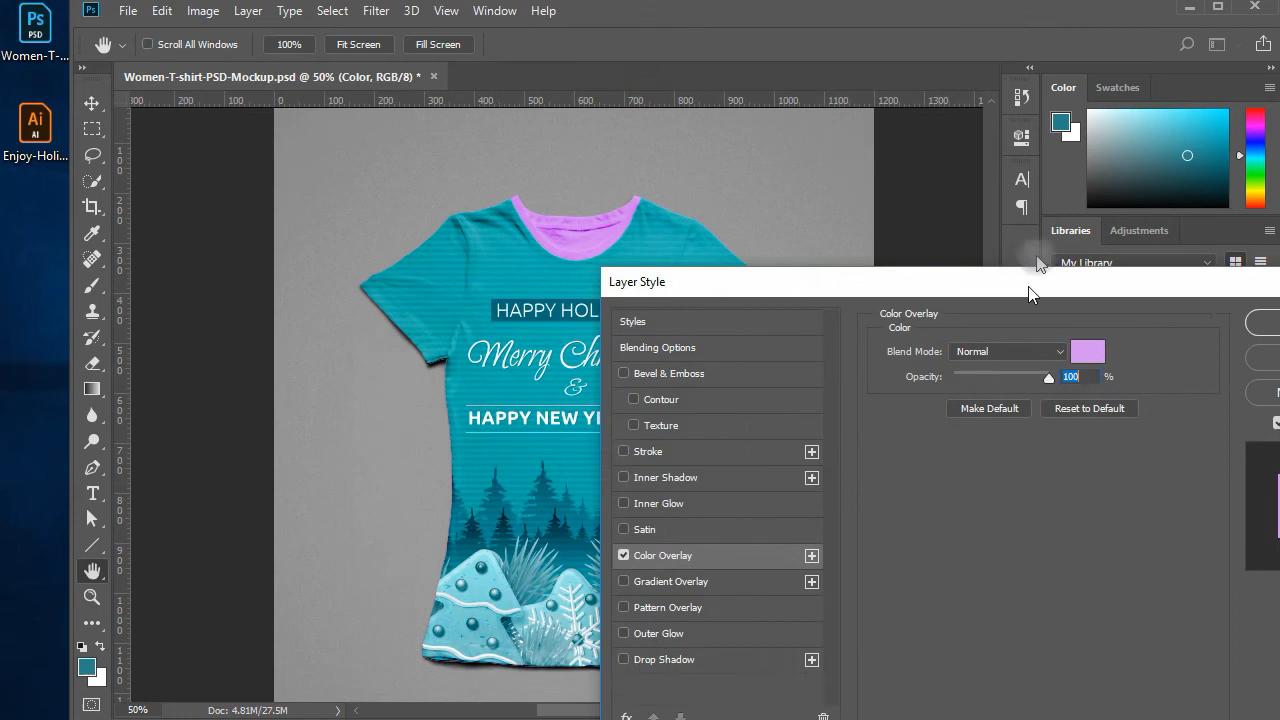 Ps
File Edit Image Layer Type Select Filter 3D View Window Help
Ps
PSD
Women-T-...
Scroll All Windows 100% Fit Screen Fill Screen
Women-T-shirt-PSD-Mockup.psd @ 50% (Color, RGB/8) * ×
300 200 100 0 100 200 300 400 500 600 700 800 900 1000 1100 1200 1300
Color Swatches
Ai
AI
Enjoy-Holi...
Libraries Adjustments
My Library
Layer Style
HAPPY HOL
Merry Ch
&
HAPPY NEW YE
Styles
Blending Options
Bevel & Emboss
Contour
Texture
Stroke
Inner Shadow
Inner Glow
Satin
Color Overlay
Gradient Overlay
Pattern Overlay
Outer Glow
Drop Shadow
fx
Color Overlay
Color
Blend Mode: Normal
Opacity: 100 %
Make Default Reset to Default
50% Doc: 4.81M/27.5M